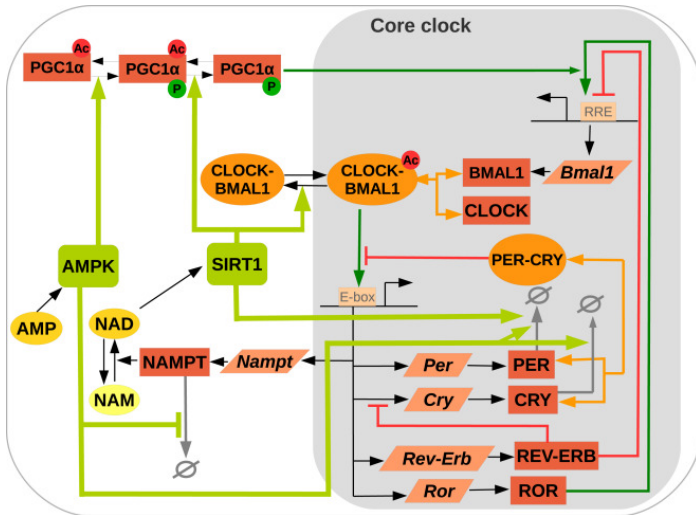 Core clock
Ac
Ac
PGC1α
PGC1α
PGC1α
P
P
RRE
Ac
CLOCK-
BMAL1
CLOCK-
BMAL1
BMAL1
Bmal1
CLOCK
AMPK
SIRT1
PER-CRY
E-box
∅
∅
AMP
NAD
NAMPT
Nampt
Per
PER
NAM
Cry
CRY
Rev-Erb
REV-ERB
∅
Ror
ROR